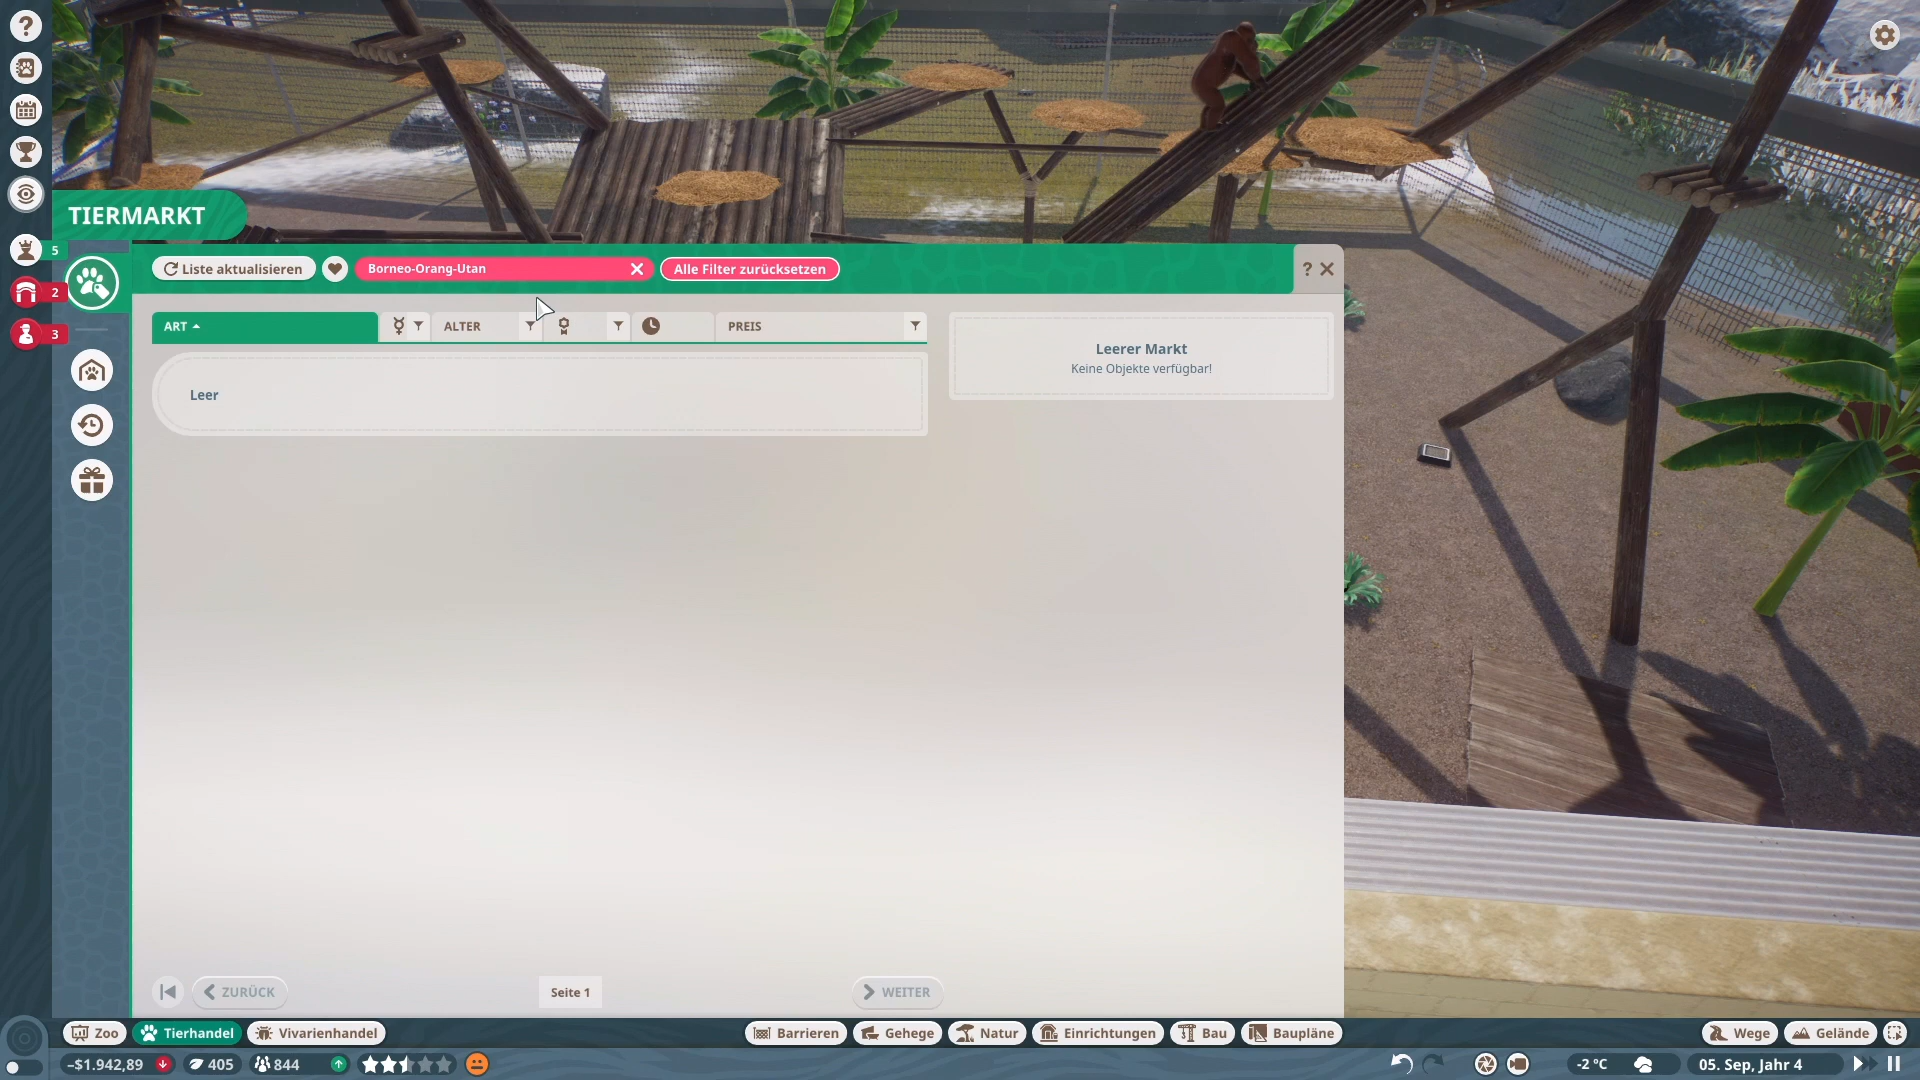 TIERMARKT
5
2
3
Liste aktualisieren
Borneo-Orang-Utan
Alle Filter zurücksetzen
?
ART
ALTER
PREIS
Leer
Leerer Markt
Keine Objekte verfügbar!
ZURÜCK
Seite 1
WEITER
Zoo
Tierhandel
Vivarienhandel
Barrieren
Gehege
Natur
Einrichtungen
Bau
Baupläne
Wege
Gelände
–$1.942,89
405
844
-2 °C
05. Sep, Jahr 4